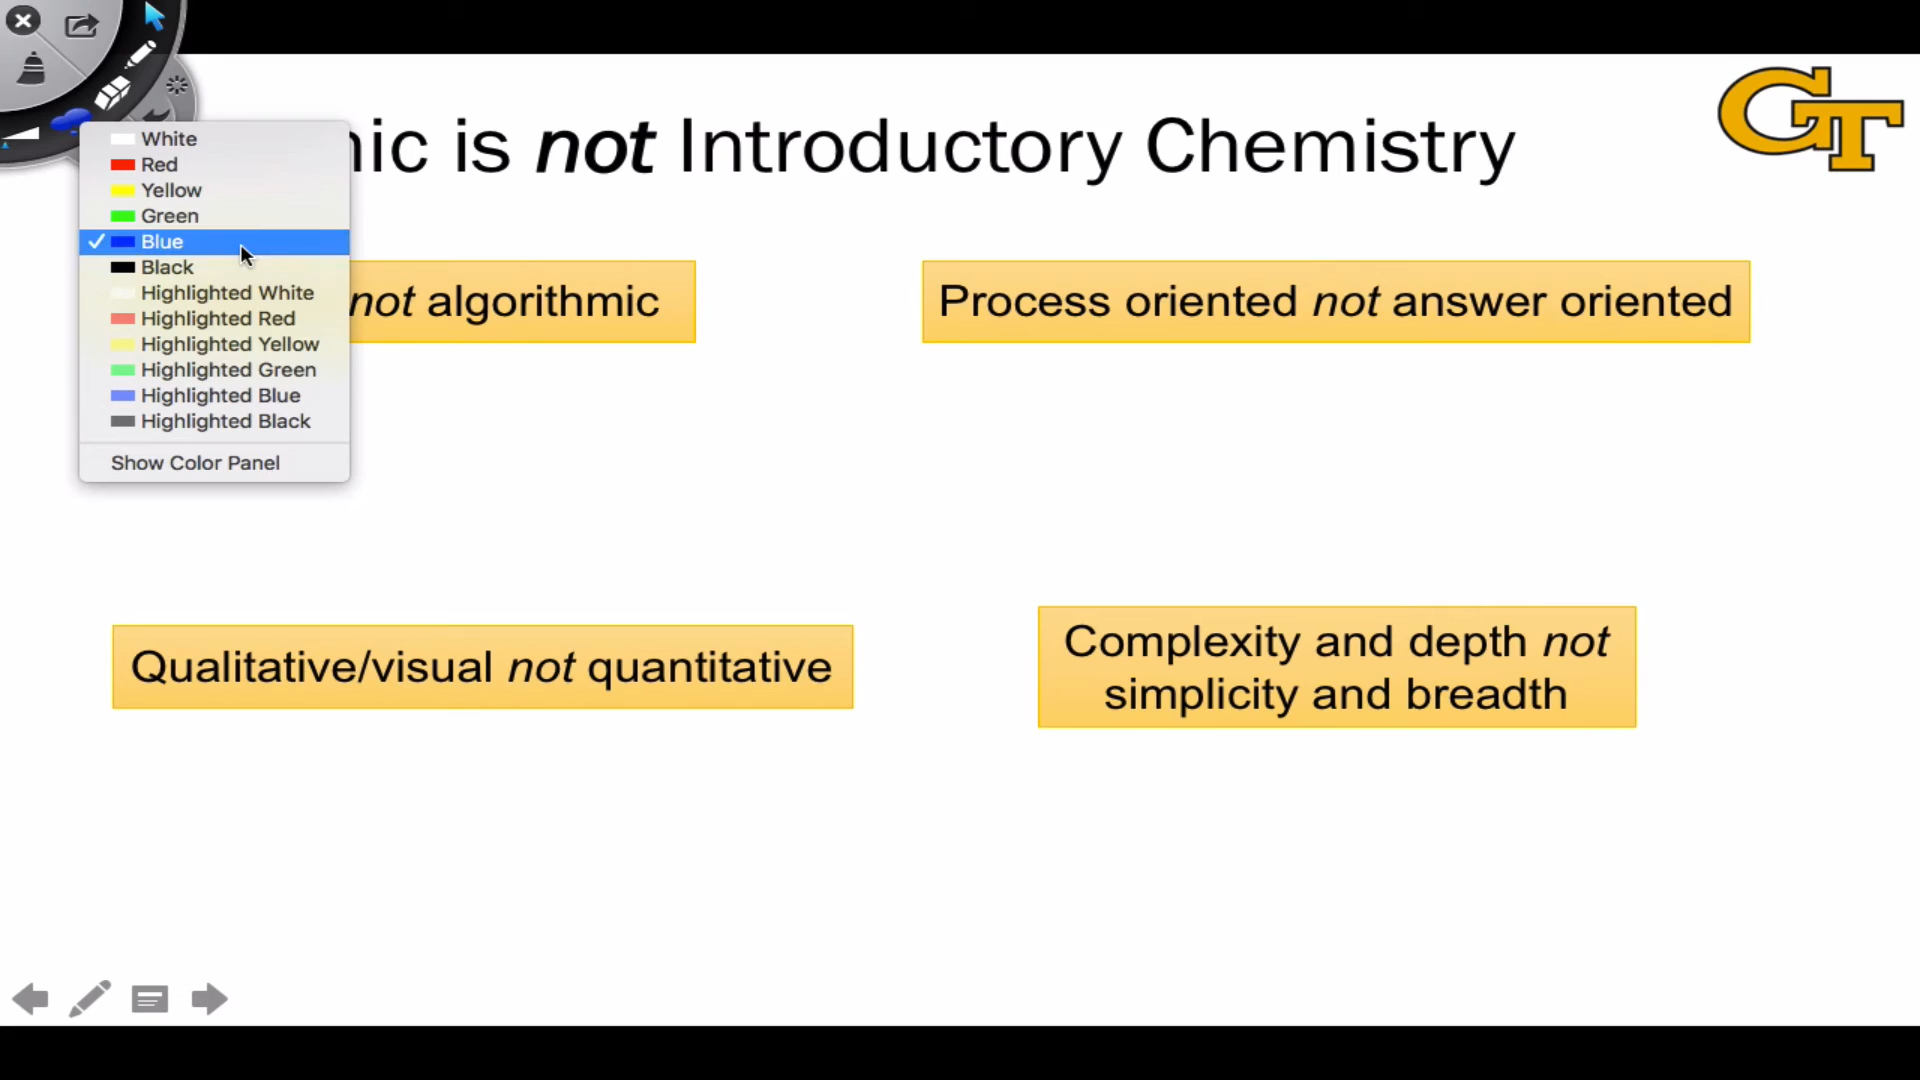 nic is not Introductory Chemistry
GT
White
Red
Yellow
Green
Blue
Black
Highlighted White
Highlighted Red
Highlighted Yellow
Highlighted Green
Highlighted Blue
Highlighted Black
Show Color Panel
not algorithmic
Process oriented not answer oriented
Qualitative/visual not quantitative
Complexity and depth not
simplicity and breadth